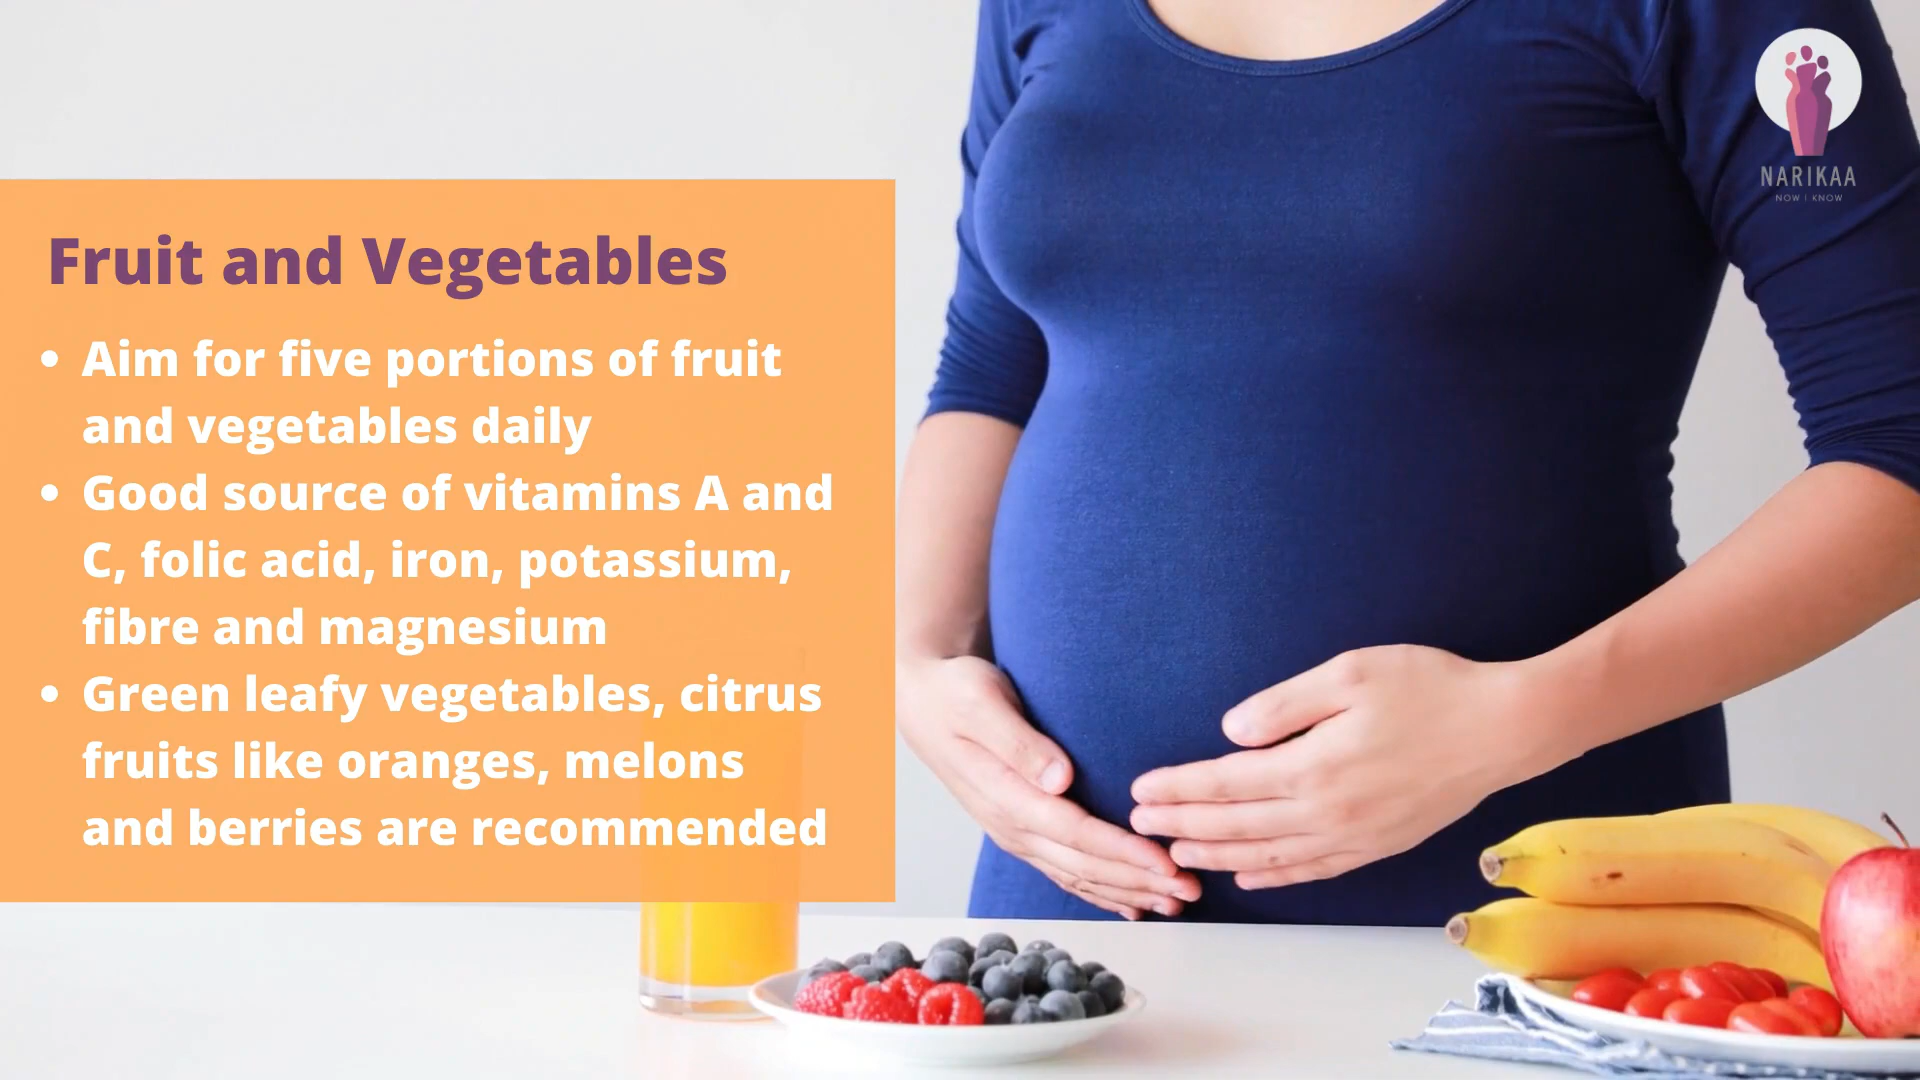 Fruit and Vegetables
• Aim for five portions of fruit
and vegetables daily
• Good source of vitamins A and
C, folic acid, iron, potassium,
fibre and magnesium
• Green leafy vegetables, citrus
fruits like oranges, melons
and berries are recommended
NARIKAA
NOW I KNOW